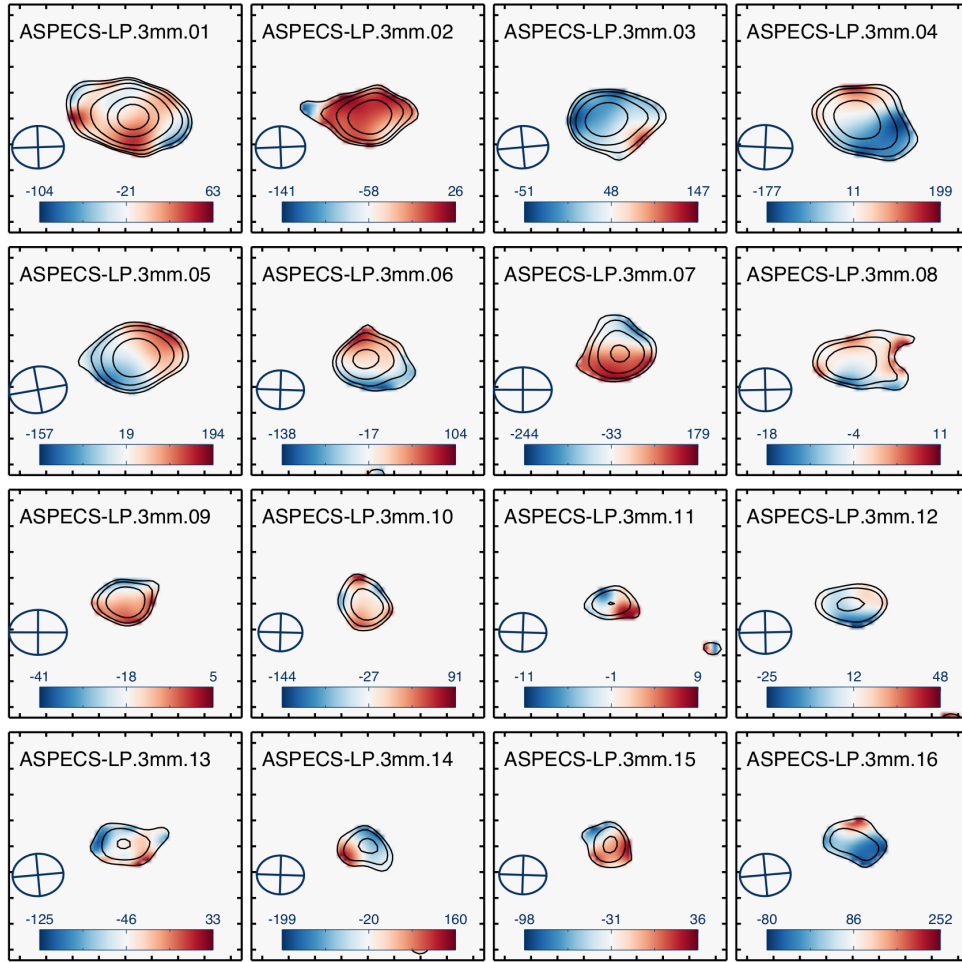 ASPECS-LP.3mm.01 ASPECS-LP.3mm.02 ASPECS-LP.3mm.03 ASPECS-LP.3mm.04
-104 -21 63 -141 -58 26 -51 48 147 -177 11 199
ASPECS-LP.3mm.05 ASPECS-LP.3mm.06 ASPECS-LP.3mm.07 ASPECS-LP.3mm.08
-157 19 194 -138 -17 104 -244 -33 179 -18 -4 11
ASPECS-LP.3mm.09 ASPECS-LP.3mm.10 ASPECS-LP.3mm.11 ASPECS-LP.3mm.12
-41 -18 5 -144 -27 91 -11 -1 9 -25 12 48
ASPECS-LP.3mm.13 ASPECS-LP.3mm.14 ASPECS-LP.3mm.15 ASPECS-LP.3mm.16
-125 -46 33 -199 -20 160 -98 -31 36 -80 86 252